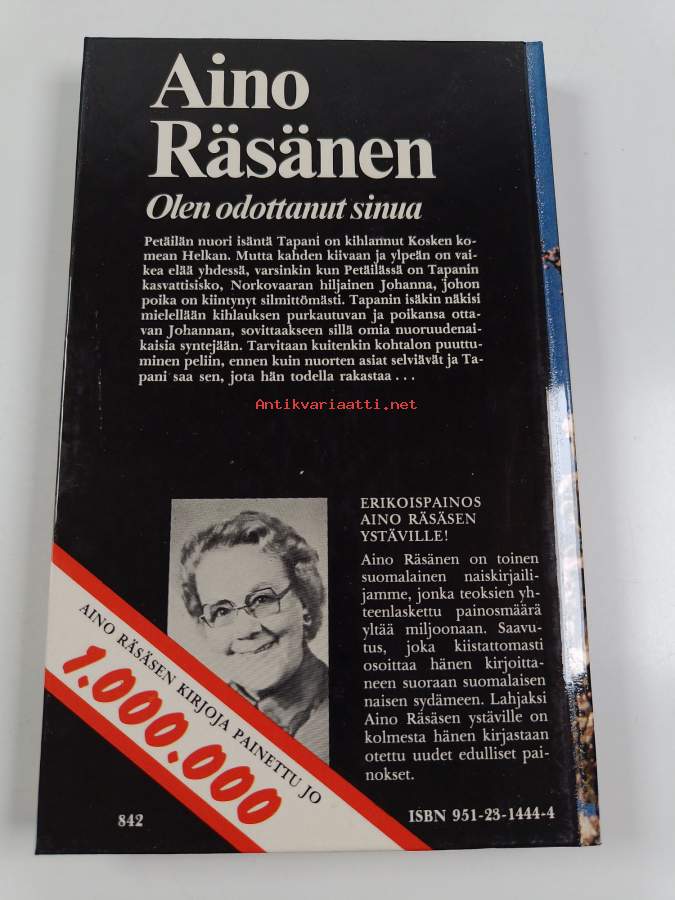 Aino
Räsänen
Olen odottanut sinua
Petäilän nuori isäntä Tapani on kihlannut Kosken ko-
mean Helkan. Mutta kahden kiivaan ja ylpeän on vai-
kea elää yhdessä, varsinkin kun Petäilässä on Tapanin
kasvattisisko, Norkovaaran hiljainen Johanna, johon
poika on kiintynyt silmittömästi. Tapanin isäkin näkisi
mielellään kihlauksen purkautuvan ja poikansa otta-
van Johannan, sovittaakseen sillä omia nuoruudenai-
kaisia syntejään. Tarvitaan kuitenkin kohtalon puuttu-
minen peliin, ennen kuin nuorten asiat selviävät ja Ta-
pani saa sen, jota hän todella rakastaa . . .
Antikvariaatti.net
ERIKOISPAINOS
AINO RÄSÄSEN
YSTÄVILLE!
Aino Räsänen on toinen
suomalainen naiskirjaili-
jamme, jonka teoksien yh-
teenlaskettu painosmäärä
yltää miljoonaan. Saavu-
tus, joka kiistattomasti
osoittaa hänen kirjoitta-
neen suoraan suomalaisen
naisen sydämeen. Lahjaksi
Aino Räsäsen ystäville on
kolmesta hänen kirjastaan
otettu uudet edulliset pai-
nokset.
AINO RÄSÄSEN KIRJOJA PAINETTU JO
1.000.000
842
ISBN 951-23-1444-4